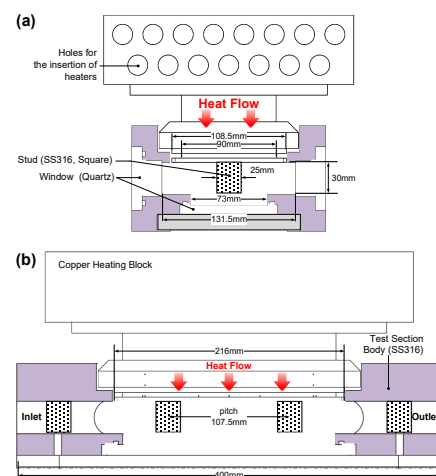 (a)
Holes for
the insertion of
heaters
Heat Flow
108.5mm
90mm
Stud (SS316, Square)
Window (Quartz)
25mm
30mm
73mm
131.5mm
(b)
Copper Heating Block
216mm
Heat Flow
Test Section
Body (SS316)
Inlet
pitch
107.5mm
Outlet
400mm